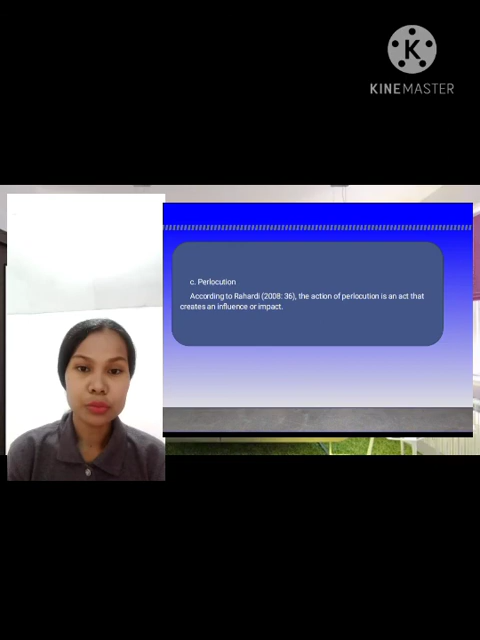 K
KINEMASTER
c. Perlocution
According to Rahardi (2008: 36), the action of perlocution is an act that
creates an influence or impact.